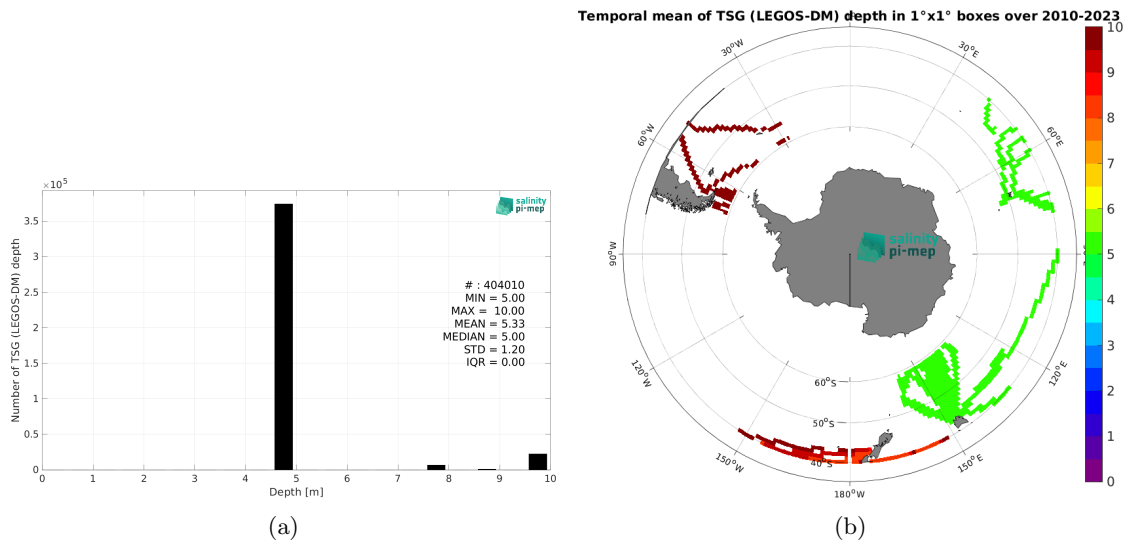 Temporal mean of TSG (LEGOS-DM) depth in 1°x1° boxes over 2010-2023
×10⁵
Number of TSG (LEGOS-DM) depth
3.5
3
2.5
2
1.5
1
0.5
0
0 1 2 3 4 5 6 7 8 9 10
Depth [m]
salinity
pi-mep
# : 404010
MIN = 5.00
MAX = 10.00
MEAN = 5.33
MEDIAN = 5.00
STD = 1.20
IQR = 0.00
(a)
30°W
30°E
60°W
60°E
90°W
120°W
120°E
150°W
150°E
180°W
60°S
50°S
40°S
salinity
pi-mep
10
9
8
7
6
5
4
3
2
1
0
(b)